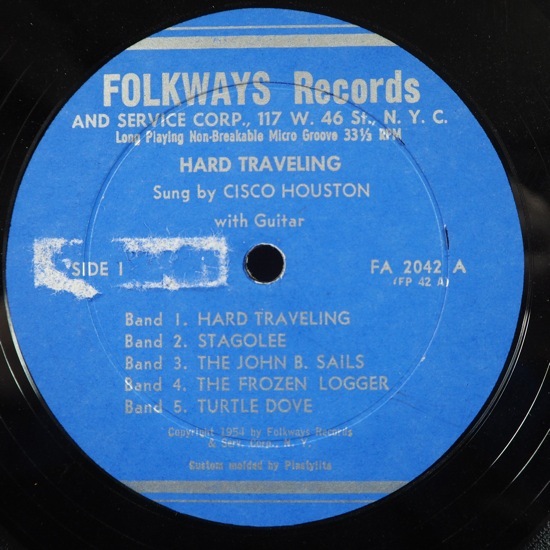 FOLKWAYS Records
AND SERVICE CORP., 117 W. 46 St., N. Y. C.
Long Playing Non-Breakable Micro Groove 33⅓ RPM
HARD TRAVELING
Sung by CISCO HOUSTON
with Guitar
SIDE I
FA 2042 A
(FP 42 A)
Band 1. HARD TRAVELING
Band 2. STAGOLEE
Band 3. THE JOHN B. SAILS
Band 4. THE FROZEN LOGGER
Band 5. TURTLE DOVE
Copyright 1954 by Folkways Records
& Serv. Corp., N. Y.
Custom molded by Plastylite